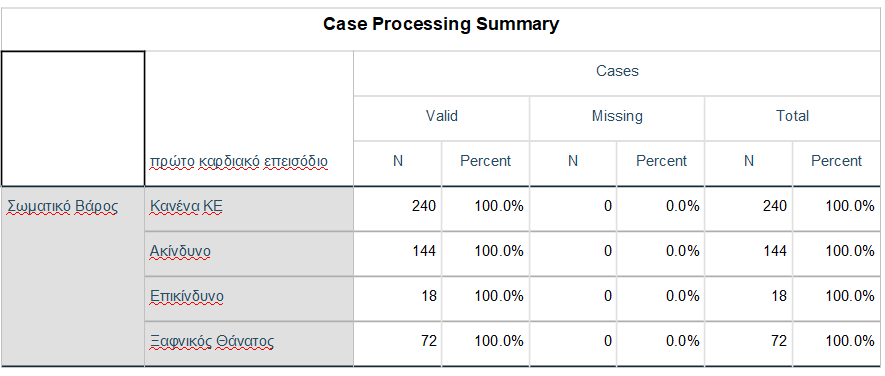 Case Processing Summary
Cases
Valid Missing Total
πρώτο καρδιακό επεισόδιο N Percent N Percent N Percent
Σωματικό Βάρος Κανένα ΚΕ 240 100.0% 0 0.0% 240 100.0%
Ακίνδυνο 144 100.0% 0 0.0% 144 100.0%
Επικίνδυνο 18 100.0% 0 0.0% 18 100.0%
Ξαφνικός Θάνατος 72 100.0% 0 0.0% 72 100.0%